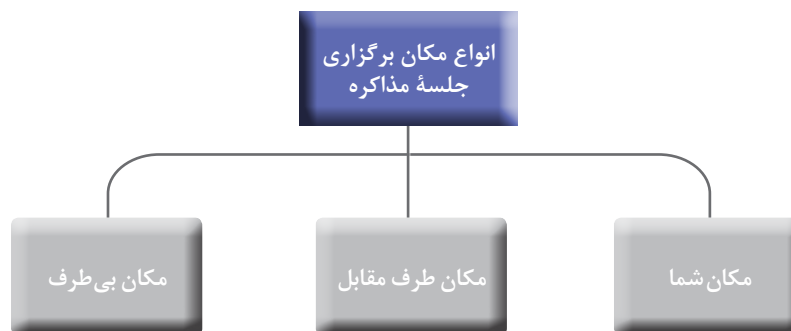 انواع مکان برگزاری
جلسهٔ مذاکره
مکان شما
مکان طرف مقابل
مکان بی‌طرف